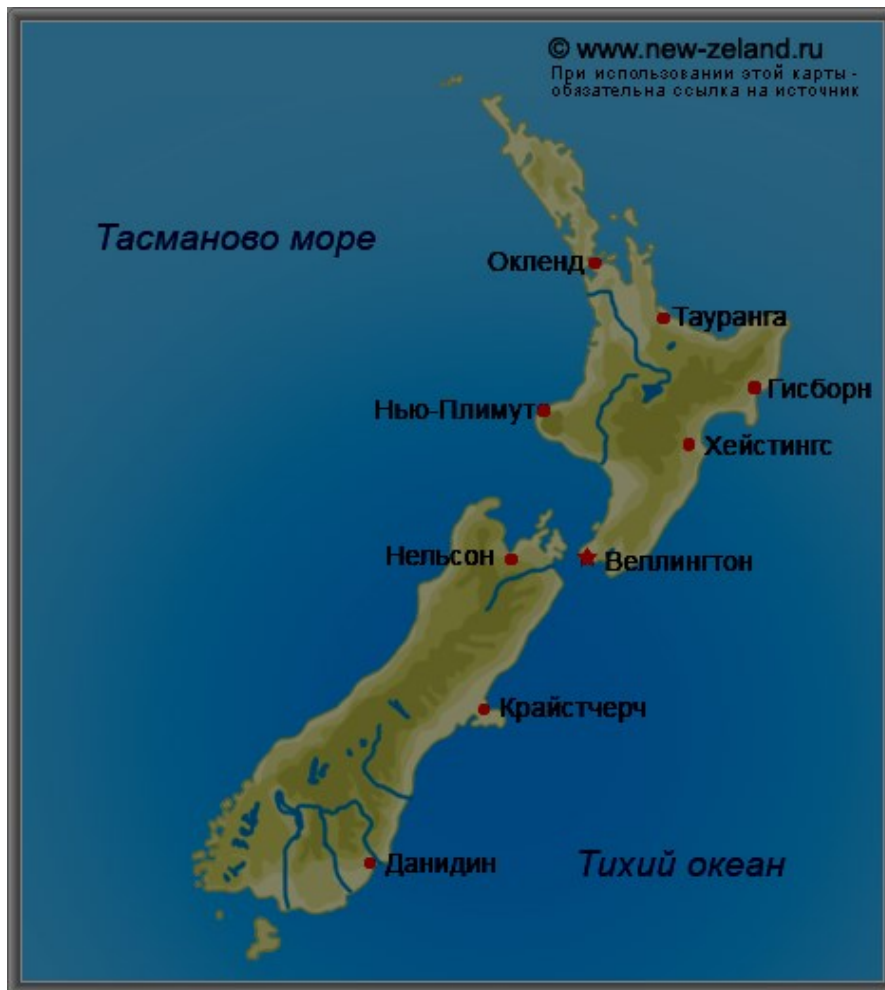 © www.new-zeland.ru
При использовании этой карты -
обязательна ссылка на источник
Тасманово море
Окленд
Тауранга
Гисборн
Нью-Плимут
Хейстингс
Нельсон
Веллингтон
Крайстчерч
Данидин
Тихий океан